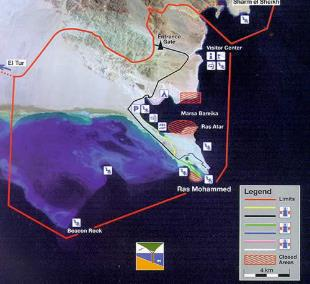 Sharm el Sheikh
Entrance
Gate
Visitor Center
El Tur
P
Marsa Bareika
Ras Atar
Ras Mohammed
Beacon Rock
Legend
Limits
Closed
Areas
4 km